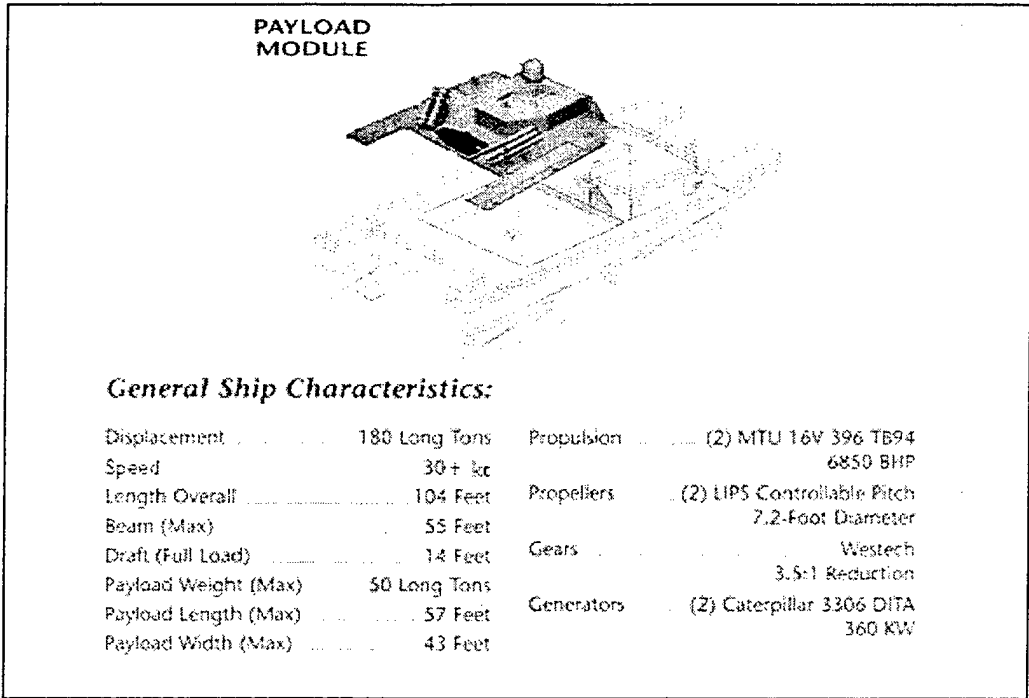 PAYLOAD
MODULE
General Ship Characteristics:
Displacement 180 Long Tons
Speed 30+ kt
Length Overall 104 Feet
Beam (Max) 55 Feet
Draft (Full Load) 14 Feet
Payload Weight (Max) 50 Long Tons
Payload Length (Max) 57 Feet
Payload Width (Max) 43 Feet
Propulsion (2) MTU 16V 396 TB94
6850 BHP
Propellers (2) LIPS Controllable Pitch
7.2-Foot Diameter
Gears Westech
3.5:1 Reduction
Generators (2) Caterpillar 3306 DITA
360 KW